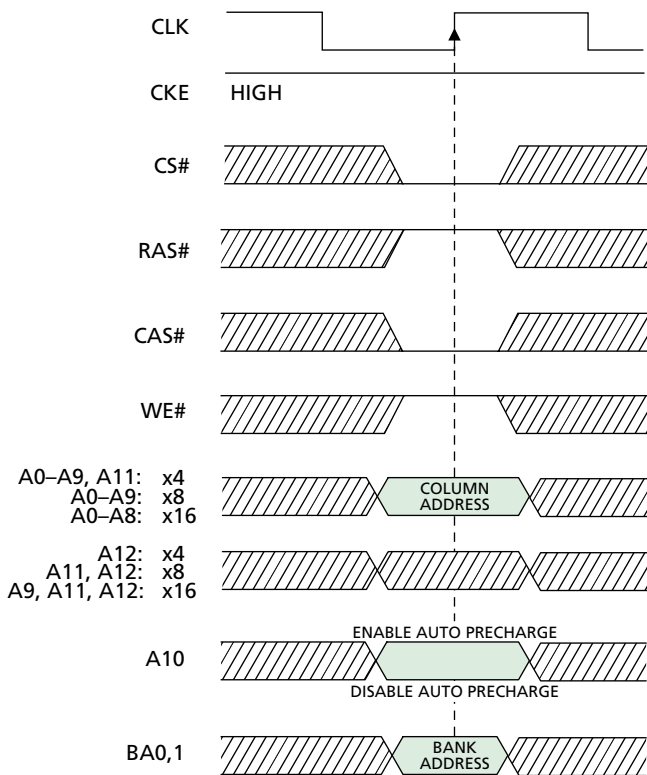 CLK
CKE HIGH
CS#
RAS#
CAS#
WE#
A0–A9, A11: x4
A0–A9: x8
A0–A8: x16
COLUMN
ADDRESS
A12: x4
A11, A12: x8
A9, A11, A12: x16
ENABLE AUTO PRECHARGE
A10
DISABLE AUTO PRECHARGE
BA0,1
BANK
ADDRESS